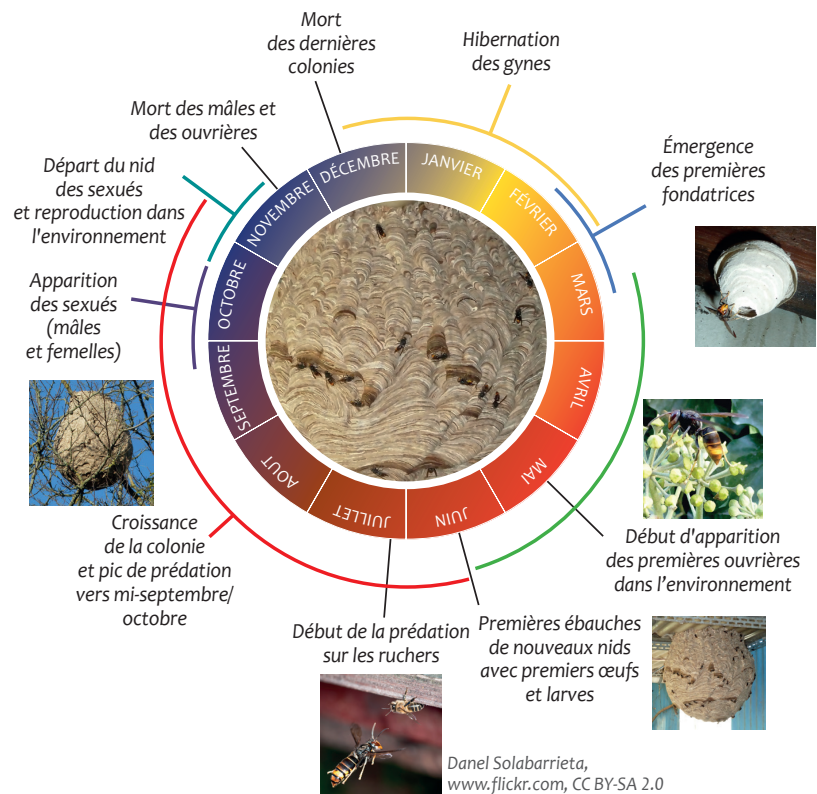 Mort
des dernières
colonies
Hibernation
des gynes
Mort des mâles et
des ouvrières
Émergence
des premières
fondatrices
Départ du nid
des sexués
et reproduction dans
l'environnement
Apparition
des sexués
(mâles
et femelles)
JANVIER
FÉVRIER
MARS
AVRIL
MAI
JUIN
JUILLET
AOUT
SEPTEMBRE
OCTOBRE
NOVEMBRE
DÉCEMBRE
Croissance
de la colonie
et pic de prédation
vers mi-septembre/
octobre
Début d'apparition
des premières ouvrières
dans l’environnement
Début de la prédation
sur les ruchers
Premières ébauches
de nouveaux nids
avec premiers œufs
et larves
Danel Solabarrieta,
www.flickr.com, CC BY-SA 2.0